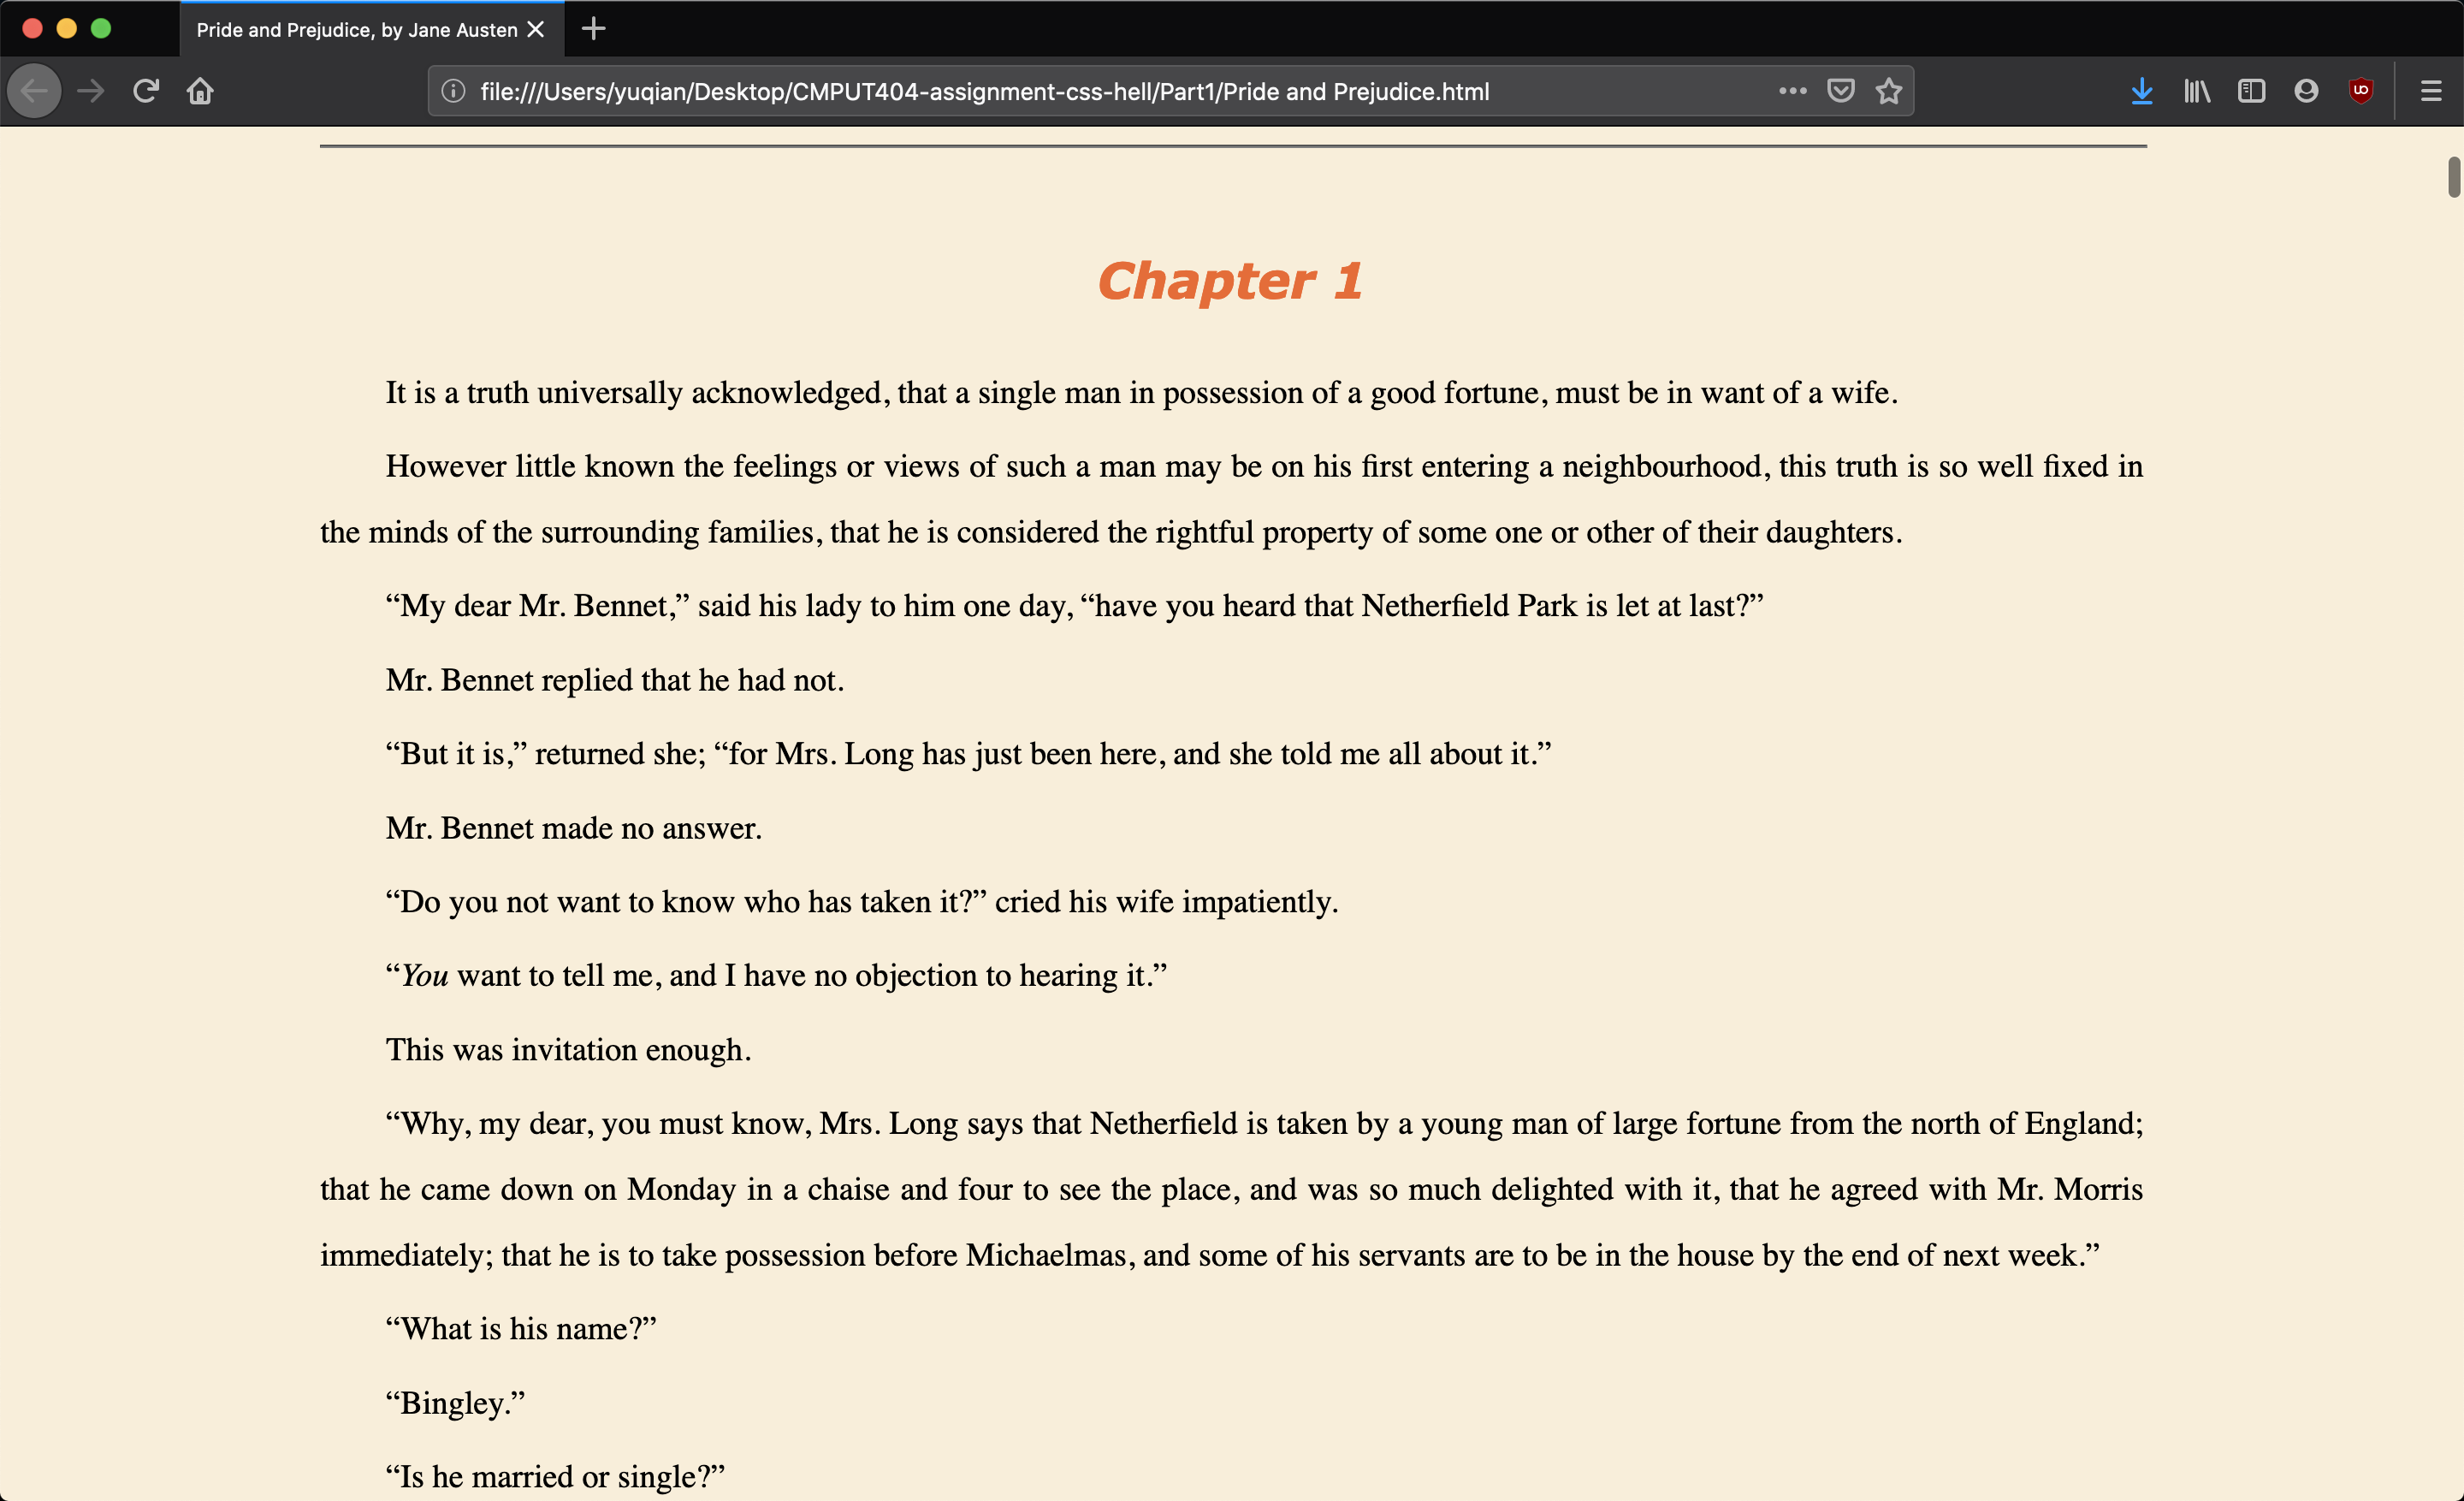 Pride and Prejudice, by Jane Austen
file:///Users/yuqian/Desktop/CMPUT404-assignment-css-hell/Part1/Pride and Prejudice.html
Chapter 1
It is a truth universally acknowledged, that a single man in possession of a good fortune, must be in want of a wife.
However little known the feelings or views of such a man may be on his first entering a neighbourhood, this truth is so well fixed in
the minds of the surrounding families, that he is considered the rightful property of some one or other of their daughters.
“My dear Mr. Bennet,” said his lady to him one day, “have you heard that Netherfield Park is let at last?”
Mr. Bennet replied that he had not.
“But it is,” returned she; “for Mrs. Long has just been here, and she told me all about it.”
Mr. Bennet made no answer.
“Do you not want to know who has taken it?” cried his wife impatiently.
“You want to tell me, and I have no objection to hearing it.”
This was invitation enough.
“Why, my dear, you must know, Mrs. Long says that Netherfield is taken by a young man of large fortune from the north of England;
that he came down on Monday in a chaise and four to see the place, and was so much delighted with it, that he agreed with Mr. Morris
immediately; that he is to take possession before Michaelmas, and some of his servants are to be in the house by the end of next week.”
“What is his name?”
“Bingley.”
“Is he married or single?”